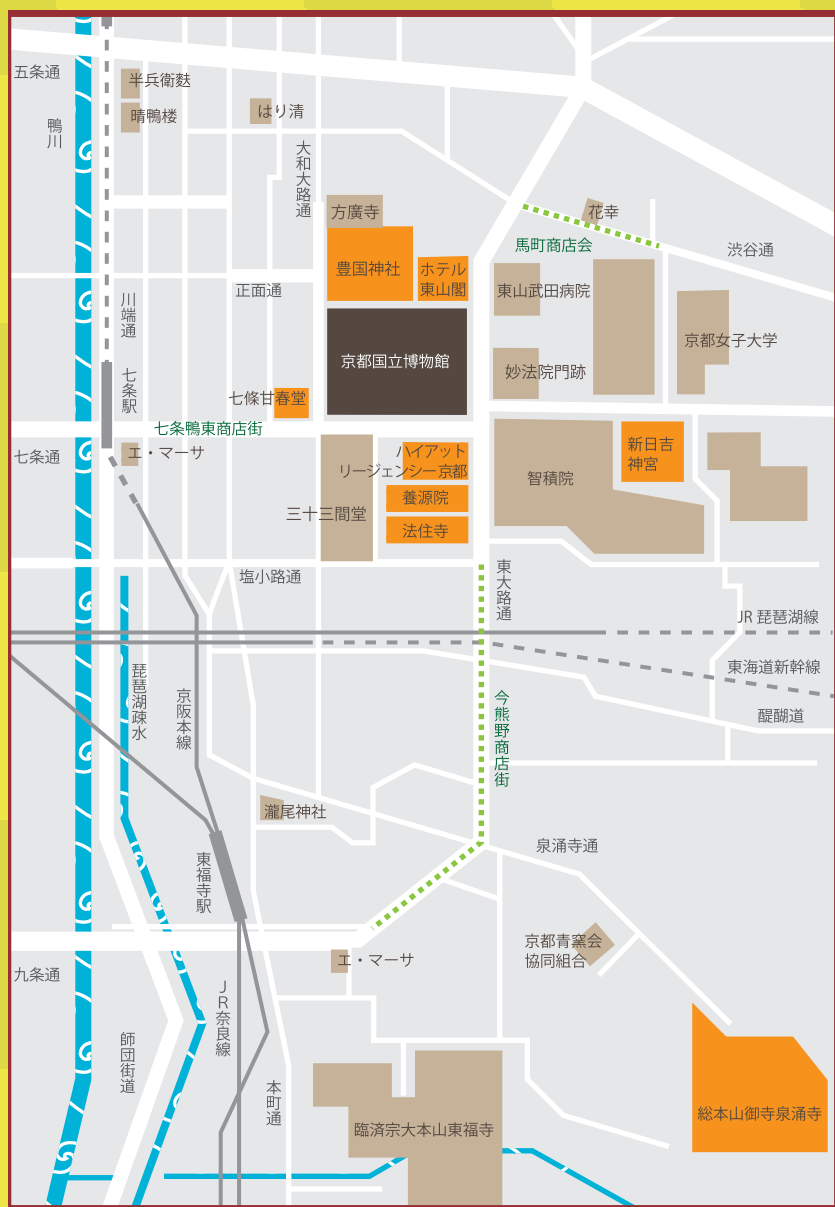 五条通
鴨川
半兵衛麩
晴鴨楼
はり清
大和大路通
方廣寺
花幸
馬町商店会
渋谷通
豊国神社
ホテル
東山閣
正面通
東山武田病院
川端通
京都女子大学
京都国立博物館
妙法院門跡
七条駅
七條甘春堂
七条鴨東商店街
七条通
エ・マーサ
ハイアット
リージェンシー京都
新日吉
神宮
智積院
養源院
三十三間堂
法住寺
塩小路通
東大路通
JR 琵琶湖線
東海道新幹線
琵琶湖疎水
京阪本線
今熊野商店街
醍醐道
瀧尾神社
泉涌寺通
東福寺駅
京都青窯会
協同組合
エ・マーサ
九条通
JR奈良線
師団街道
本町通
総本山御寺泉涌寺
臨済宗大本山東福寺